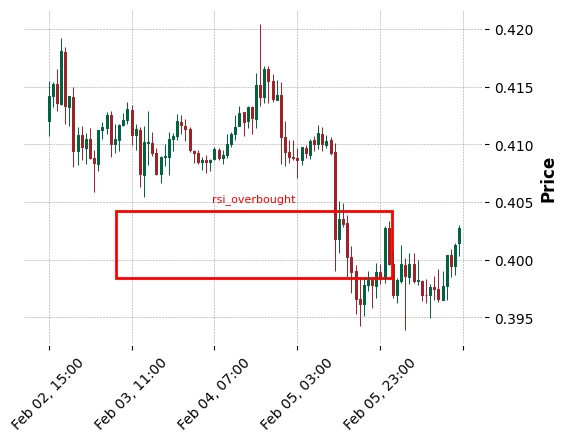 0.420
0.415
0.410
0.405
0.400
0.395
Price
rsi_overbought
Feb 02, 15:00
Feb 03, 11:00
Feb 04, 07:00
Feb 05, 03:00
Feb 05, 23:00